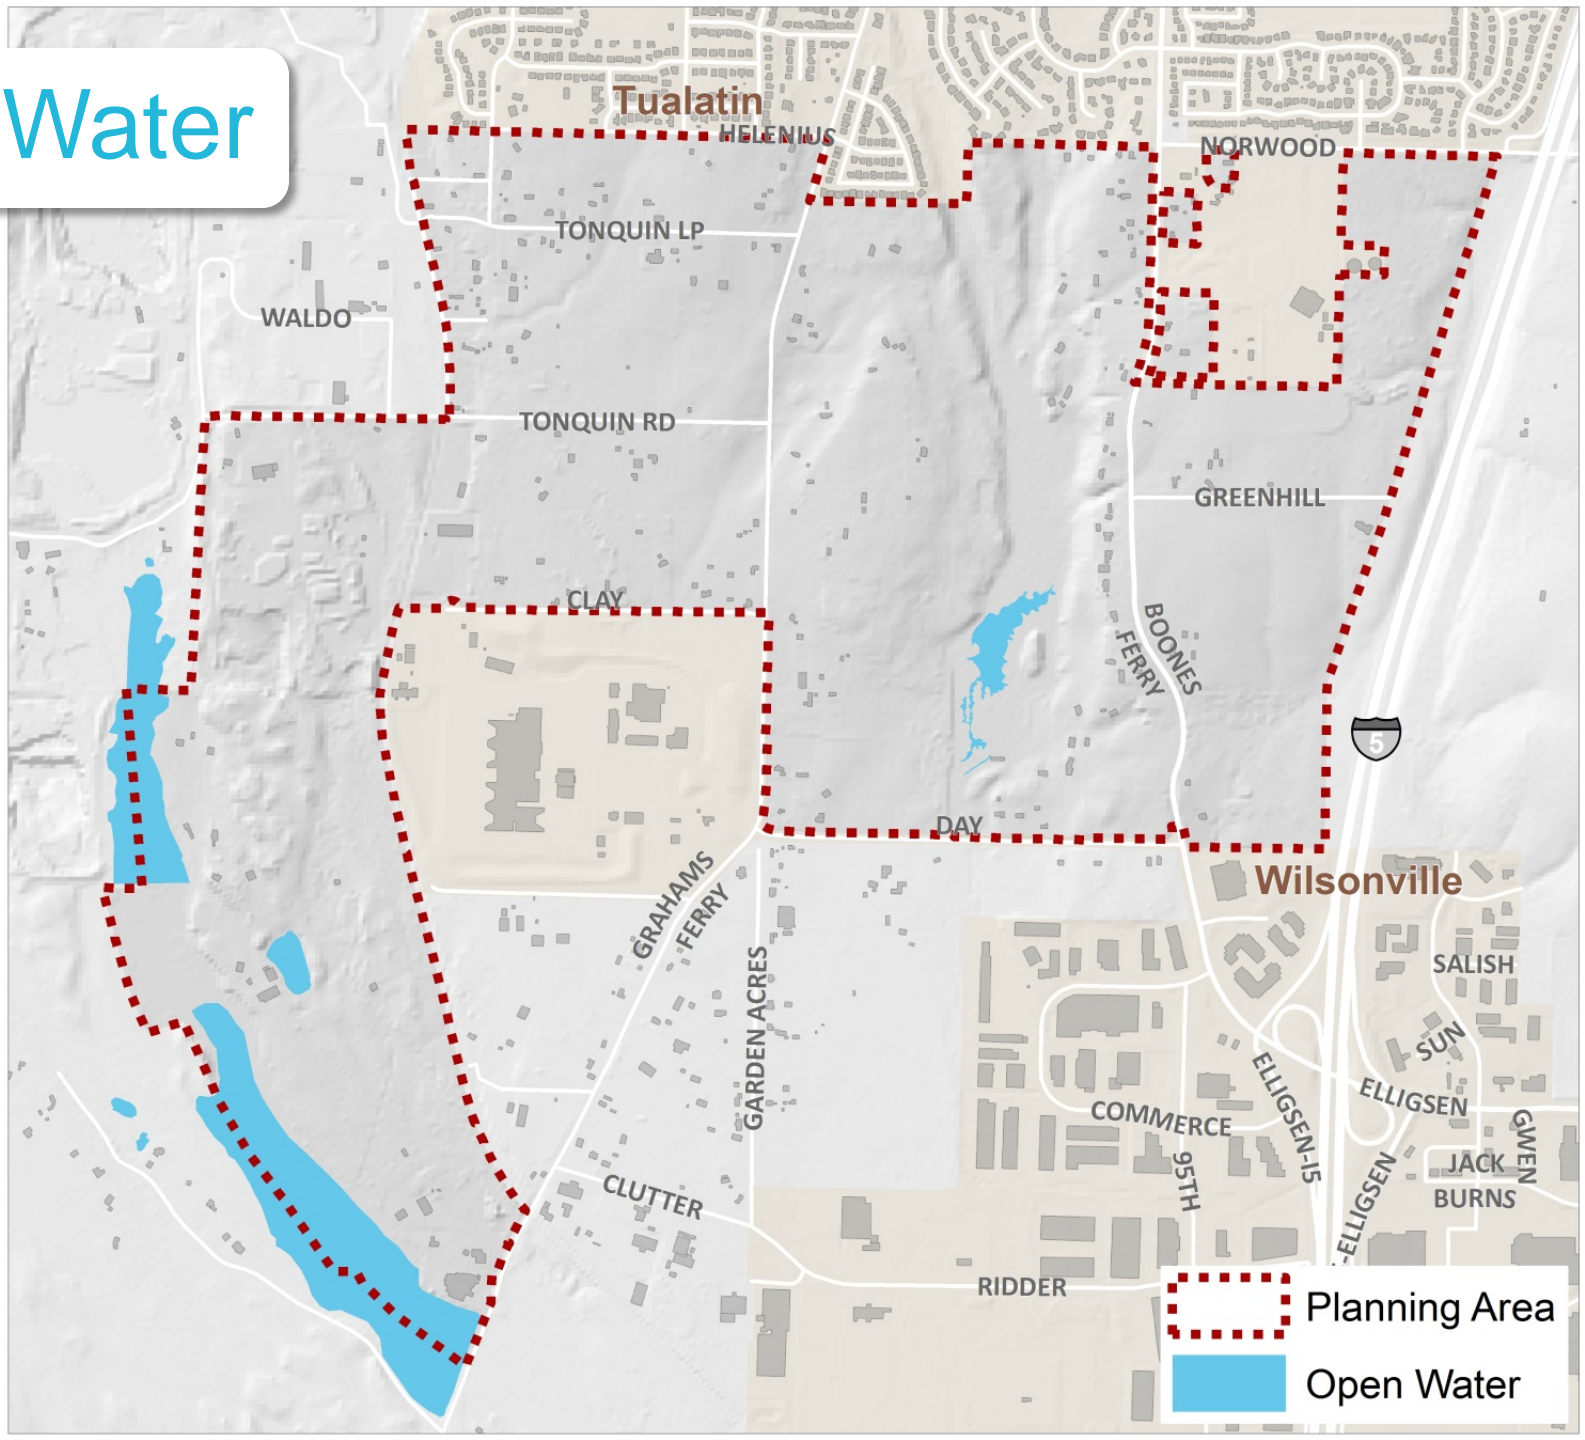 Water
Tualatin
HELENIUS
NORWOOD
TONQUIN LP
WALDO
TONQUIN RD
GREENHILL
CLAY
BOONES
FERRY
5
DAY
GRAHAMS
FERRY
Wilsonville
GARDEN ACRES
SALISH
SUN
ELLIGSEN
ELLIGSEN-I5
COMMERCE
GWEN
95TH
JACK
BURNS
CLUTTER
-ELLIGSEN
RIDDER
Planning Area
Open Water